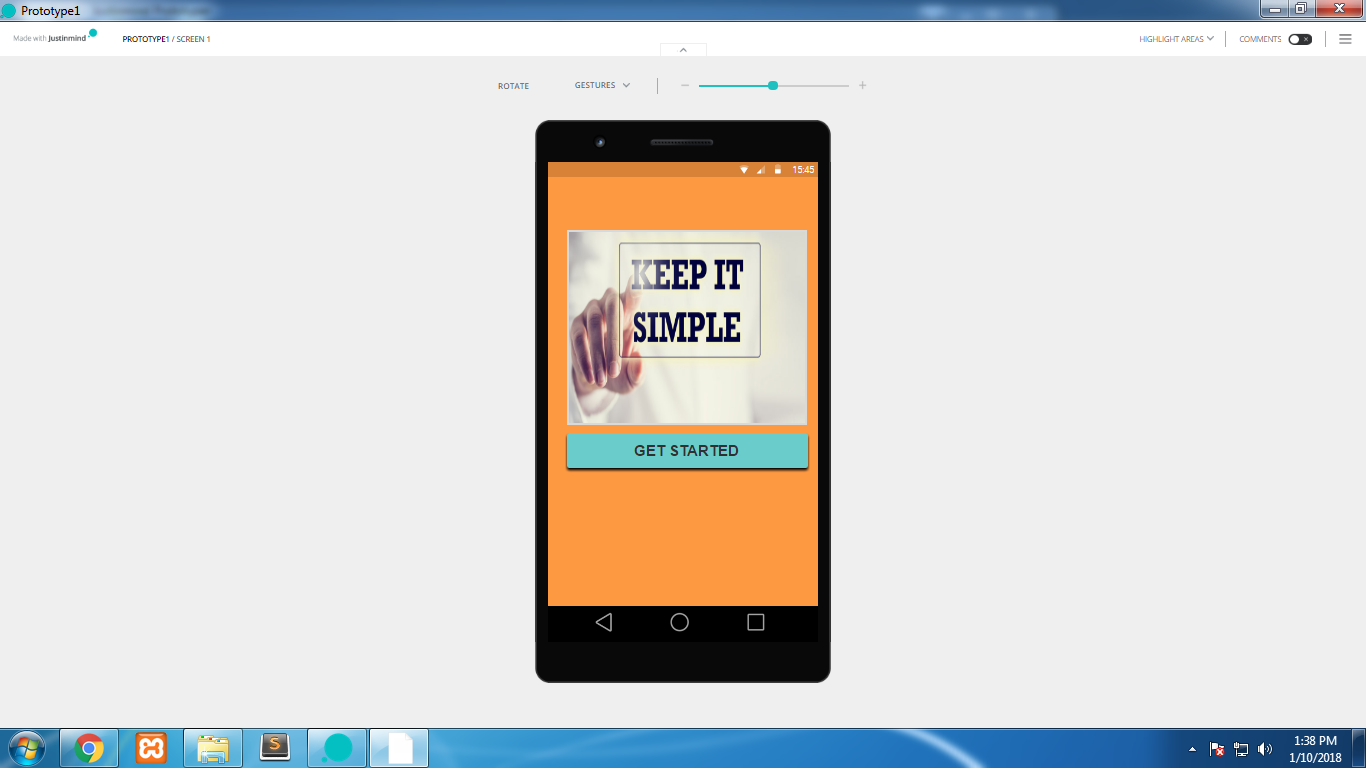 Prototype1
Made with Justinmind
PROTOTYPE1 / SCREEN 1
HIGHLIGHT AREAS
COMMENTS
ROTATE
GESTURES
15:45
KEEP IT
SIMPLE
GET STARTED
S
1:38 PM
1/10/2018